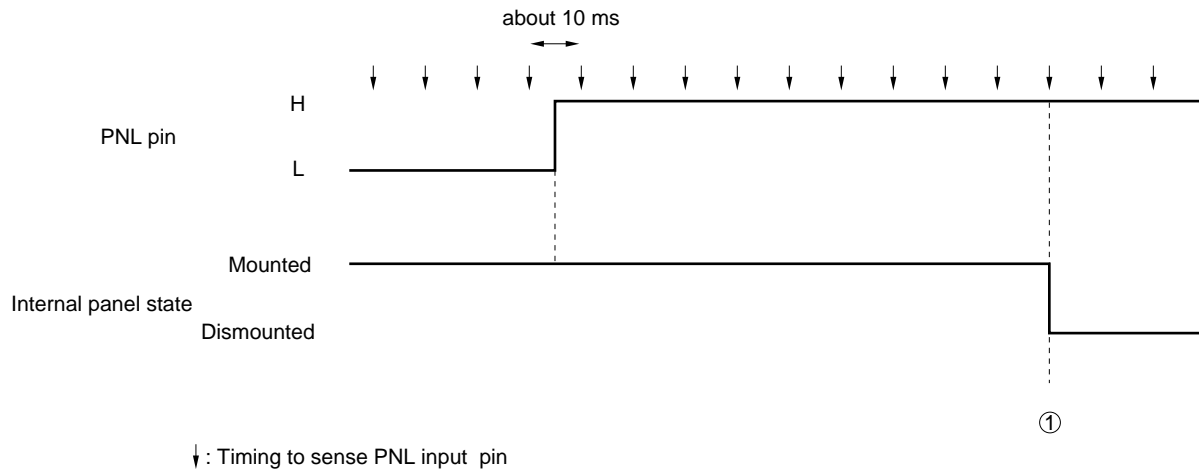 about 10 ms
H
PNL pin
L
Mounted
Internal panel state
Dismounted
①
↓ : Timing to sense PNL input pin